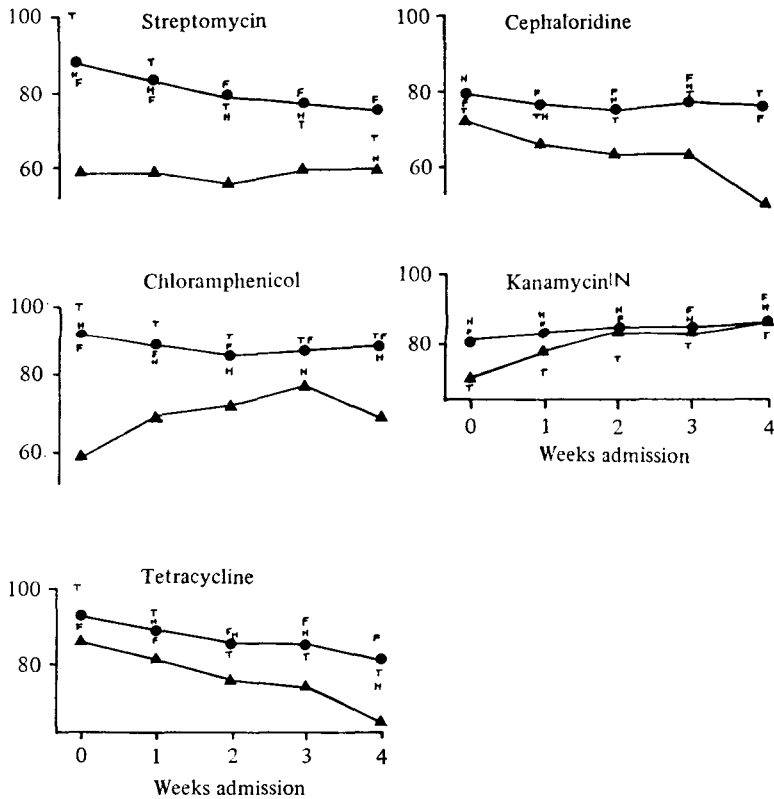 Streptomycin
100
80
60
T
H
F
T
H
F
F
T
H
F
H
T
F
T
H
Cephaloridine
100
80
60
H
F
T
F
T H
F
H
T
F
H
T
T
F
Chloramphenicol
100
80
60
T
H
F
T
F
H
T
F
H
T F
H
T F
H
Kanamycin|N
100
80
H
F
T
H
F
T
H
F
T
F
H
T
F
H
T
0 1 2 3 4
Weeks admission
Tetracycline
100
80
T
F
T
H
F
F H
T
F
H
T
F
T
H
0 1 2 3 4
Weeks admission